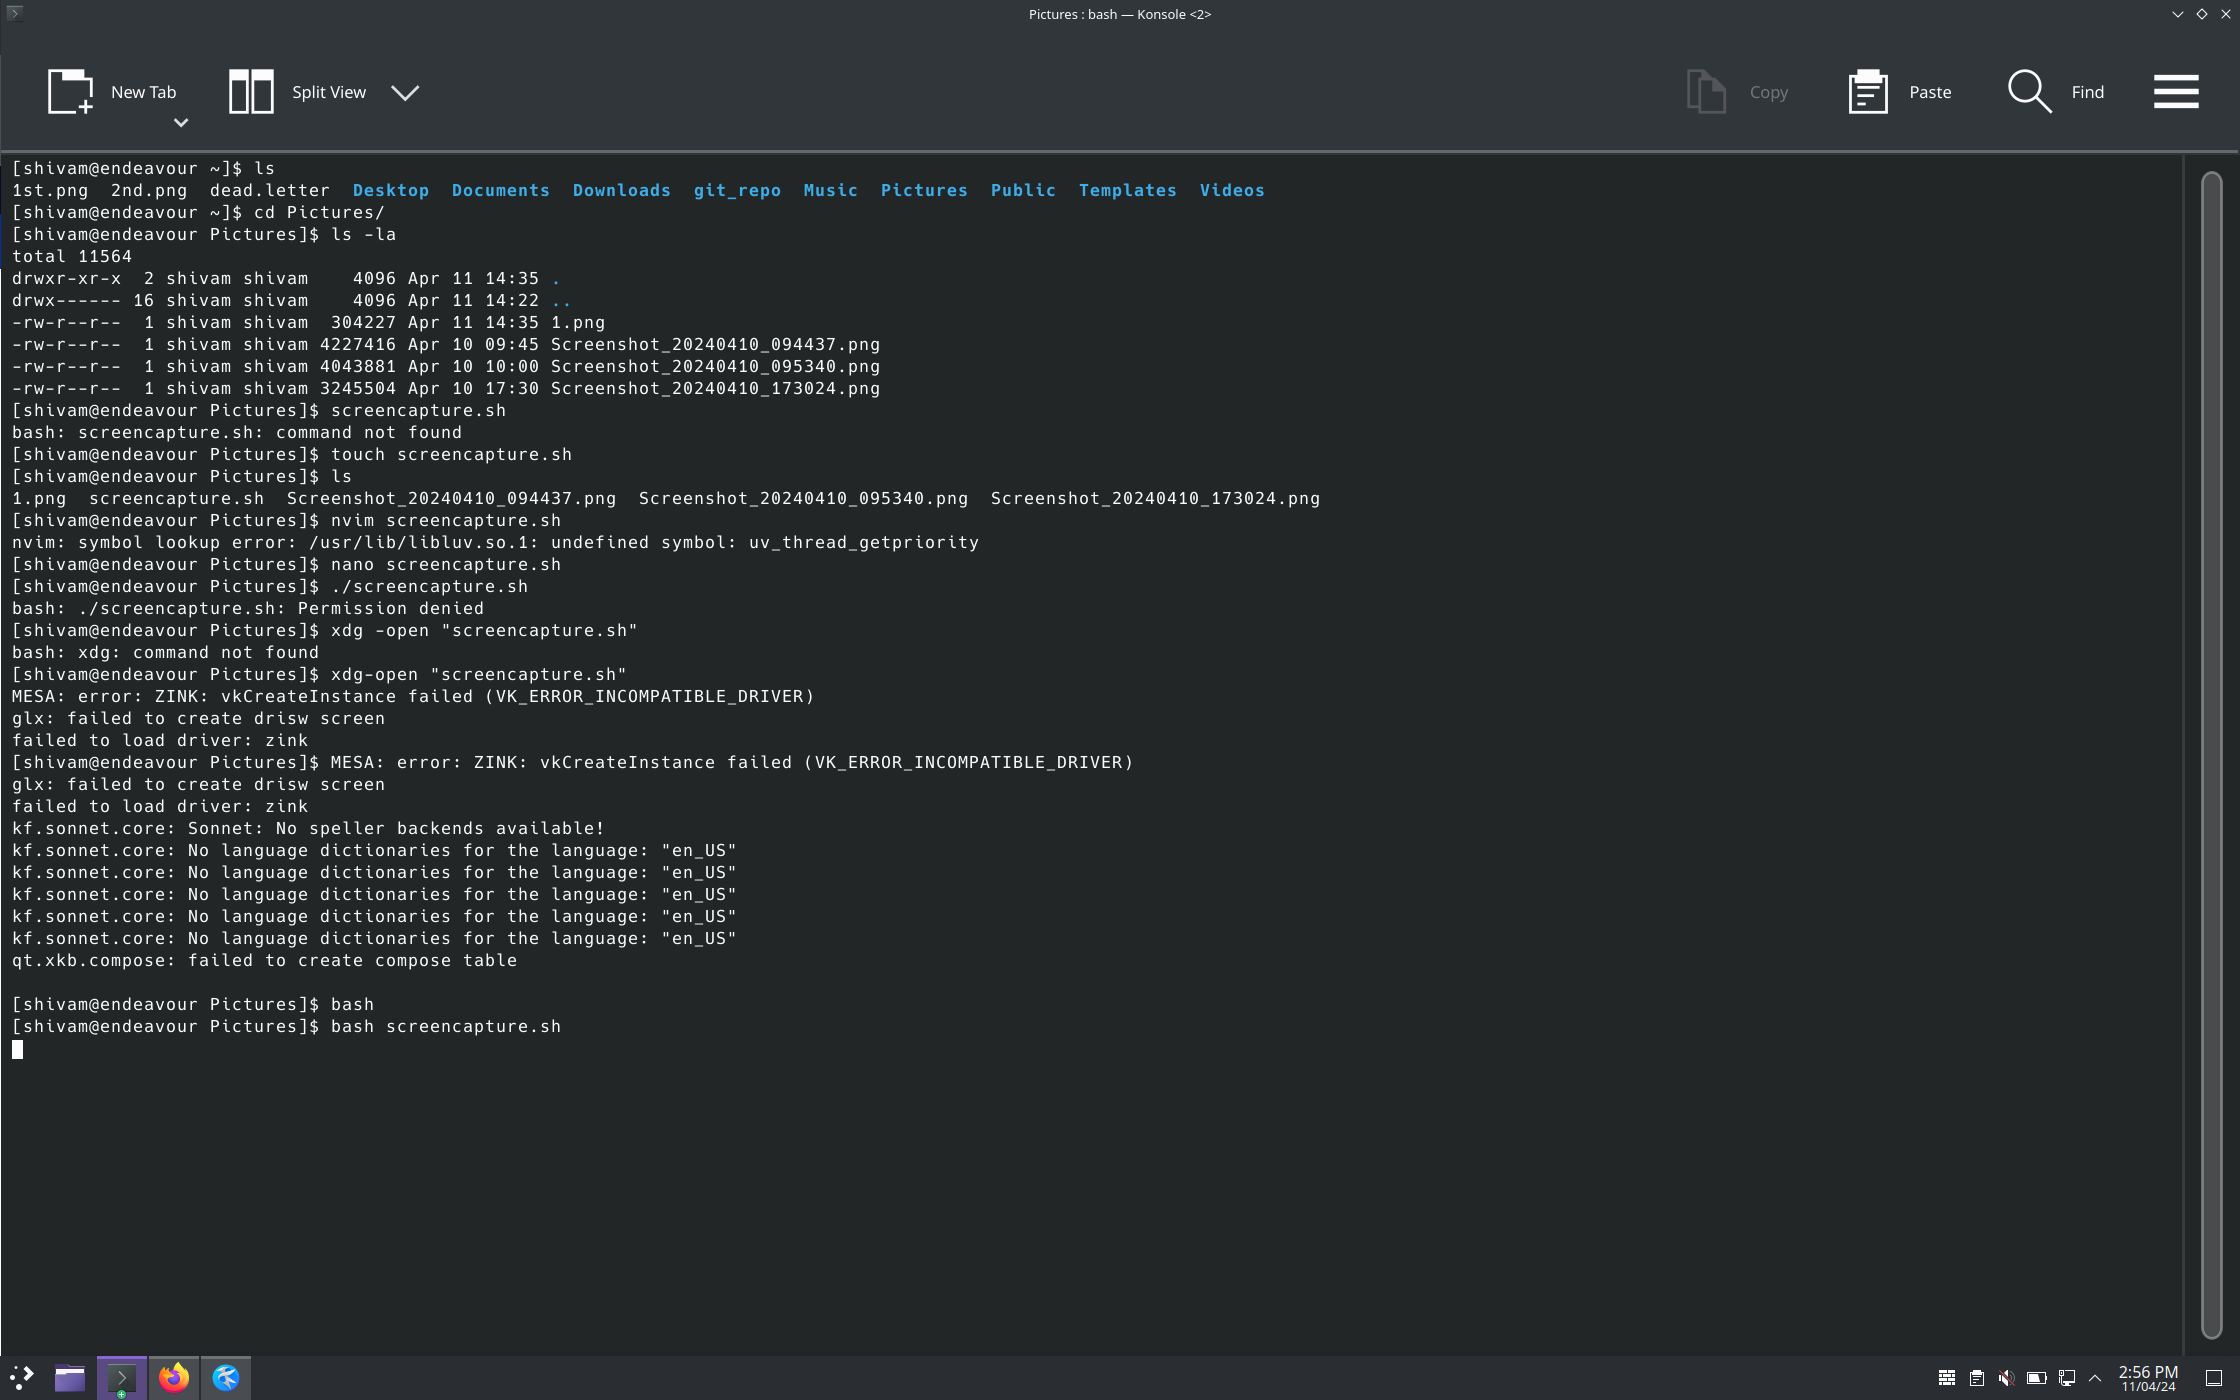 Pictures : bash — Konsole <2>
New Tab
Split View
Copy
Paste
Find
[shivam@endeavour ~]$ ls
1st.png  2nd.png  dead.letter  Desktop  Documents  Downloads  git_repo  Music  Pictures  Public  Templates  Videos
[shivam@endeavour ~]$ cd Pictures/
[shivam@endeavour Pictures]$ ls -la
total 11564
drwxr-xr-x  2 shivam shivam    4096 Apr 11 14:35 .
drwx------ 16 shivam shivam    4096 Apr 11 14:22 ..
-rw-r--r--  1 shivam shivam  304227 Apr 11 14:35 1.png
-rw-r--r--  1 shivam shivam 4227416 Apr 10 09:45 Screenshot_20240410_094437.png
-rw-r--r--  1 shivam shivam 4043881 Apr 10 10:00 Screenshot_20240410_095340.png
-rw-r--r--  1 shivam shivam 3245504 Apr 10 17:30 Screenshot_20240410_173024.png
[shivam@endeavour Pictures]$ screencapture.sh
bash: screencapture.sh: command not found
[shivam@endeavour Pictures]$ touch screencapture.sh
[shivam@endeavour Pictures]$ ls
1.png  screencapture.sh  Screenshot_20240410_094437.png  Screenshot_20240410_095340.png  Screenshot_20240410_173024.png
[shivam@endeavour Pictures]$ nvim screencapture.sh
nvim: symbol lookup error: /usr/lib/libluv.so.1: undefined symbol: uv_thread_getpriority
[shivam@endeavour Pictures]$ nano screencapture.sh
[shivam@endeavour Pictures]$ ./screencapture.sh
bash: ./screencapture.sh: Permission denied
[shivam@endeavour Pictures]$ xdg -open "screencapture.sh"
bash: xdg: command not found
[shivam@endeavour Pictures]$ xdg-open "screencapture.sh"
MESA: error: ZINK: vkCreateInstance failed (VK_ERROR_INCOMPATIBLE_DRIVER)
glx: failed to create drisw screen
failed to load driver: zink
[shivam@endeavour Pictures]$ MESA: error: ZINK: vkCreateInstance failed (VK_ERROR_INCOMPATIBLE_DRIVER)
glx: failed to create drisw screen
failed to load driver: zink
kf.sonnet.core: Sonnet: No speller backends available!
kf.sonnet.core: No language dictionaries for the language: "en_US"
kf.sonnet.core: No language dictionaries for the language: "en_US"
kf.sonnet.core: No language dictionaries for the language: "en_US"
kf.sonnet.core: No language dictionaries for the language: "en_US"
kf.sonnet.core: No language dictionaries for the language: "en_US"
qt.xkb.compose: failed to create compose table
[shivam@endeavour Pictures]$ bash
[shivam@endeavour Pictures]$ bash screencapture.sh
2:56 PM
11/04/24